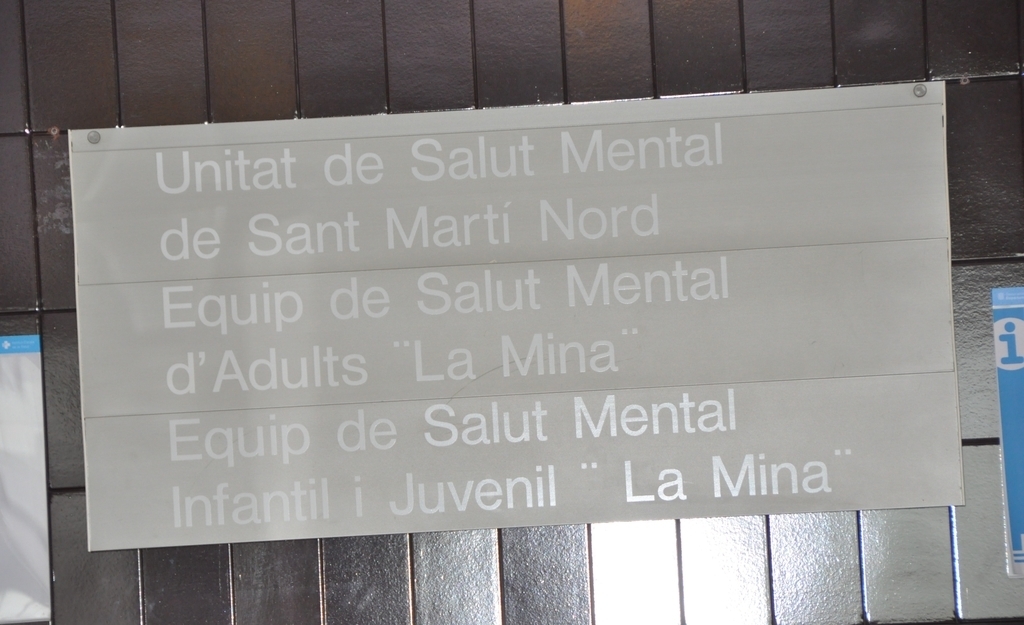 Unitat de Salut Mental
de Sant Martí Nord
Equip de Salut Mental
d'Adults ¨La Mina¨
Equip de Salut Mental
Infantil i Juvenil ¨ La Mina¨
i